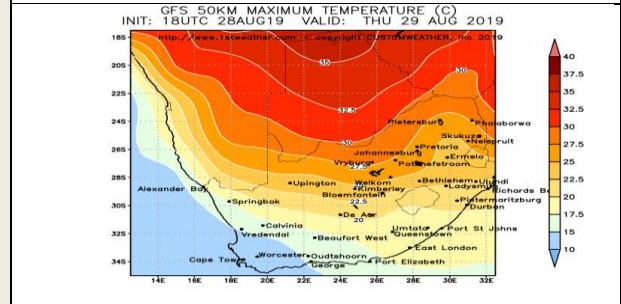 GFS 50KM MAXIMUM TEMPERATURE (C)
INIT: 18UTC 28AUG19 VALID: THU 29 AUG 2019
http://www.1stweather.com -- copyright CUSTOMWEATHER, Inc 2019
18S
20S
22S
24S
26S
28S
30S
32S
34S
35
30
32.5
30
Pietersburg
Phalaborwa
Skukuza
Nelspruit
Pretoria
Johannesburg
Ermelo
Vryburg
Potchefstroom
27.5
Upington
Welkom
Bethlehem
Ulundi
Alexander Bay
Kimberley
Ladysmith
Richards B
Springbok
Bloemfontein
Pietermaritzburg
22.5
Durban
De Aar
20
Calvinia
Umtata
Port St Johns
Vredendal
Beaufort West
Queenstown
East London
Worcester
Oudtshoorn
Cape Town
George
Port Elizabeth
14E 16E 18E 20E 22E 24E 26E 28E 30E 32E
40
37.5
35
32.5
30
27.5
25
22.5
20
17.5
15
10